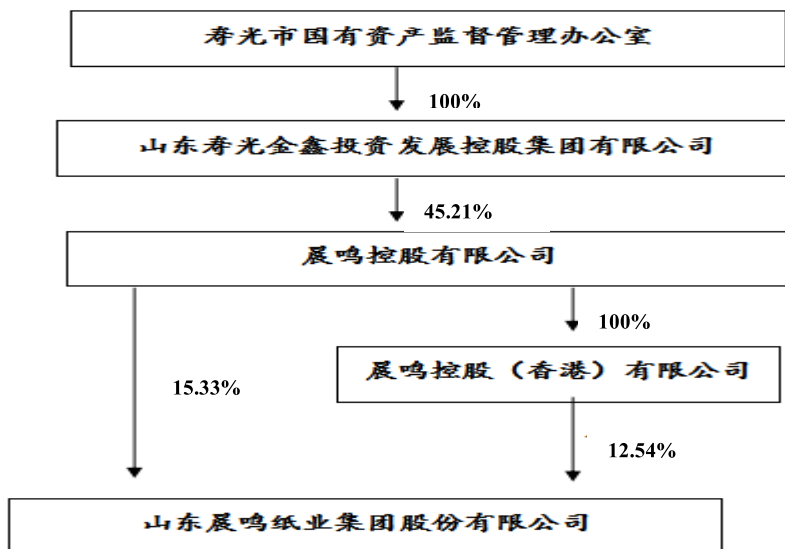 寿光市国有资产监督管理办公室
100%
山东寿光金鑫投资发展控股集团有限公司
45.21%
晨鸣控股有限公司
100%
晨鸣控股（香港）有限公司
15.33%
12.54%
山东晨鸣纸业集团股份有限公司